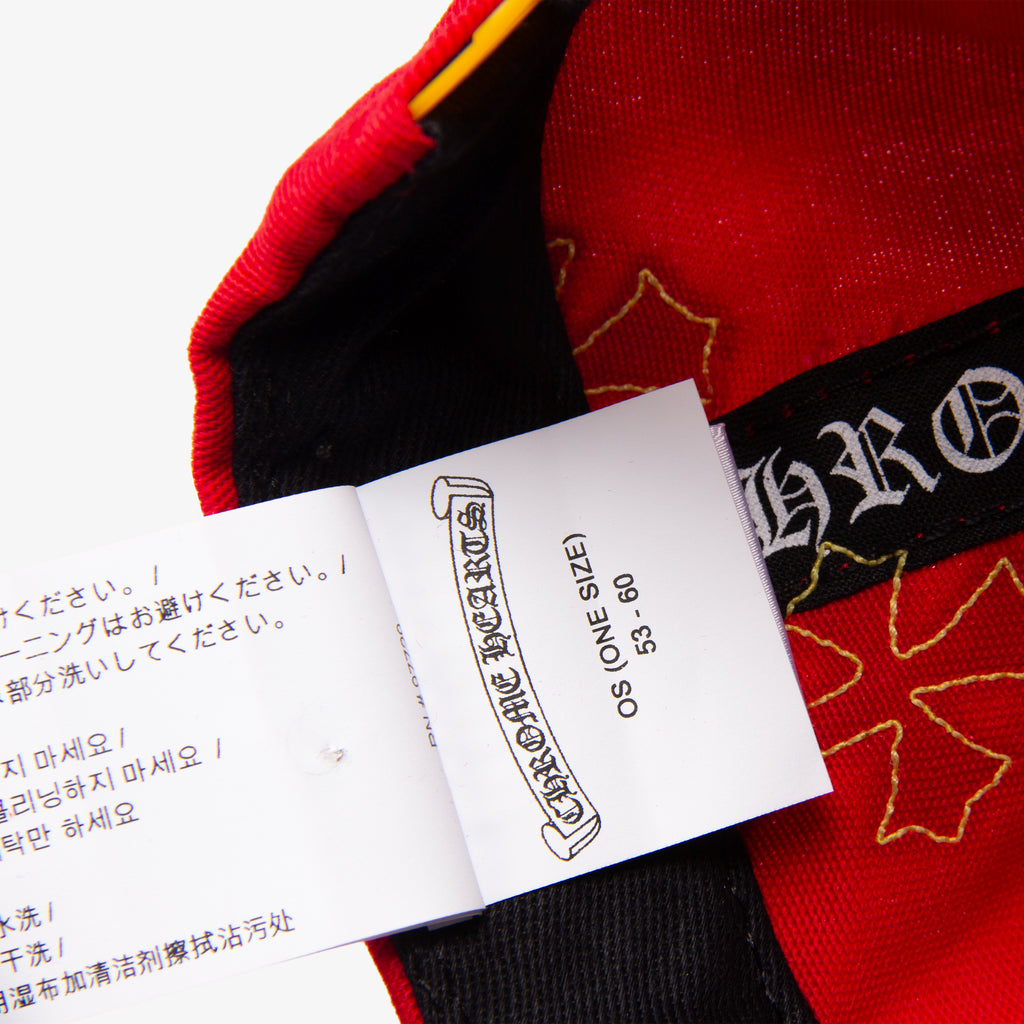 けください。 /
ーニングはお避けください。/
部分洗いしてください。
지 마세요 /
클리닝하지 마세요 /
탁만 하세요
水洗 /
干洗 /
用湿布加清洁剂擦拭沾污处
CHROME HEARTS
OS (ONE SIZE)
53 - 60
HRO